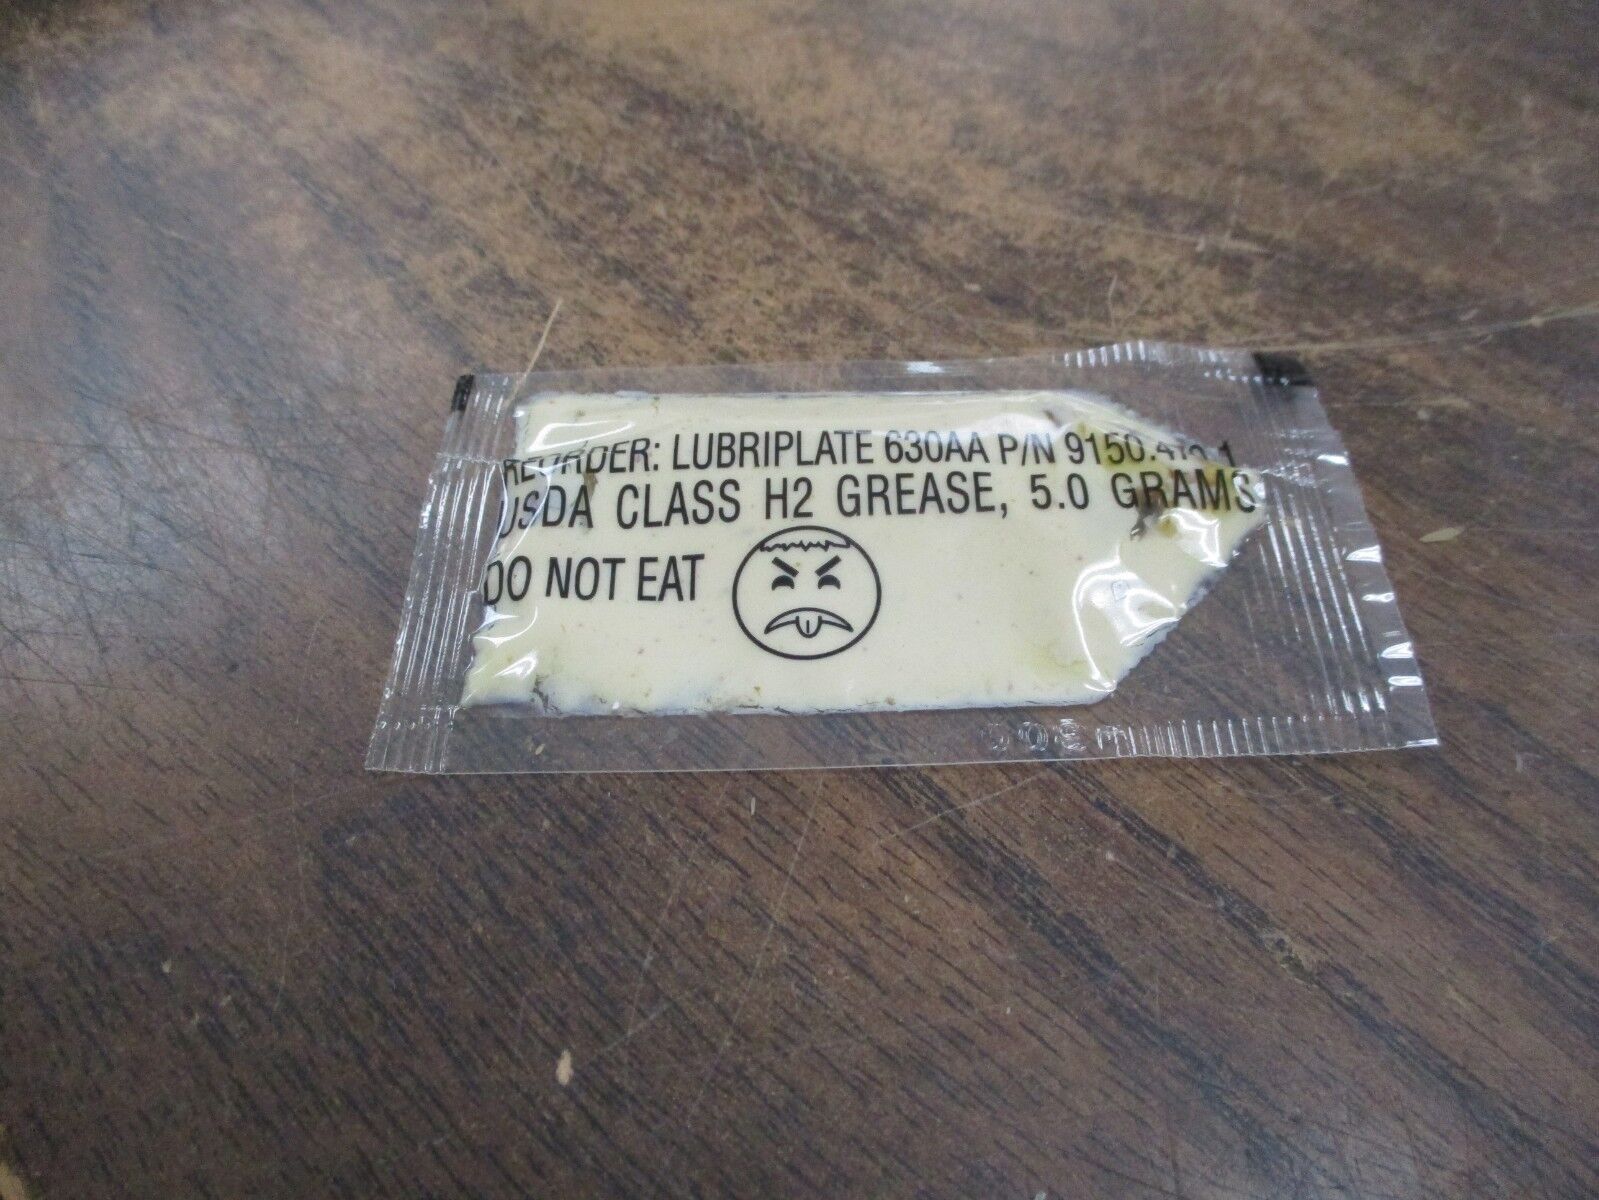 REORDER: LUBRIPLATE 630AA P/N
USDA CLASS H2 GREASE, 5.0 GRAMS
DO NOT EAT